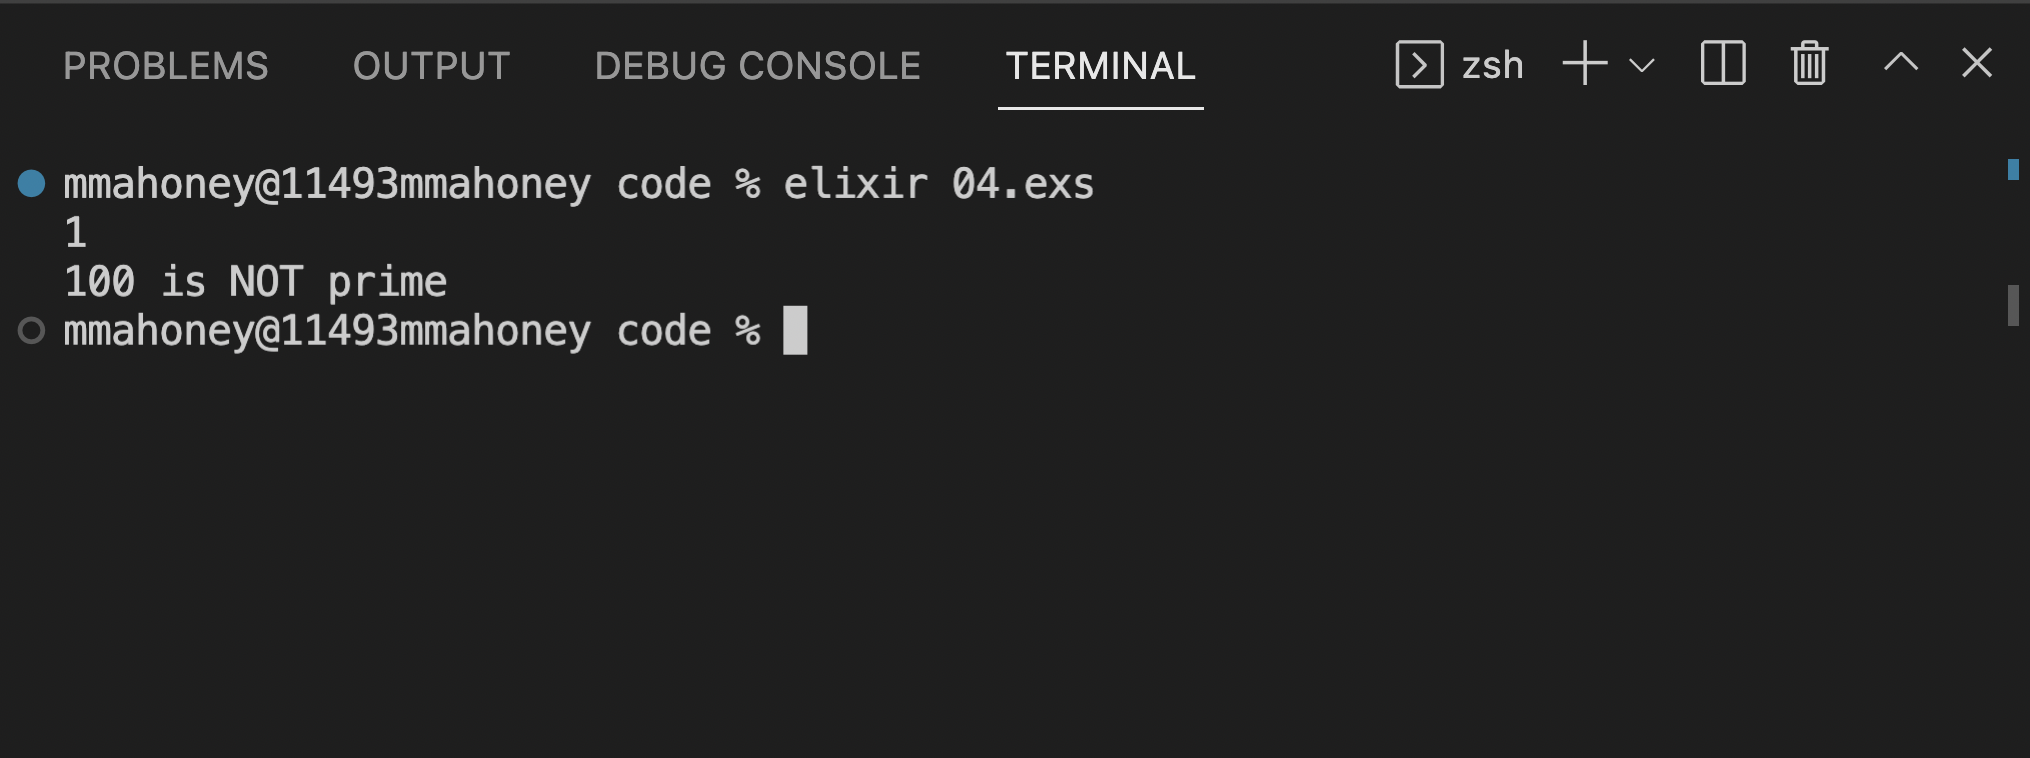 PROBLEMS OUTPUT DEBUG CONSOLE TERMINAL zsh
mmahoney@11493mmahoney code % elixir 04.exs
1
100 is NOT prime
mmahoney@11493mmahoney code %